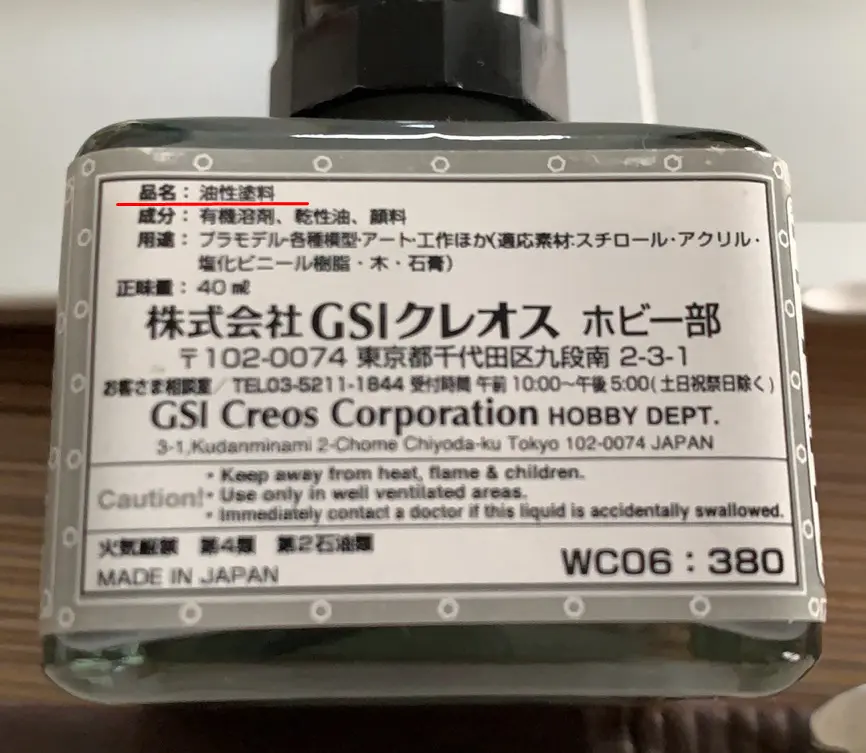 品名：油性塗料
成分：有機溶剤、乾性油、顔料
用途：プラモデル・各種模型・アート・工作ほか(適応素材:スチロール・アクリル・
塩化ビニール樹脂・木・石膏)
正味量：40㎖
株式会社GSIクレオス ホビー部
〒102-0074 東京都千代田区九段南 2-3-1
お客さま相談室／TEL03-5211-1844 受付時間 午前10:00〜午後5:00(土日祝祭日除く)
GSI Creos Corporation HOBBY DEPT.
3-1,Kudanminami 2-Chome Chiyoda-ku Tokyo 102-0074 JAPAN
Caution!
・Keep away from heat, flame & children.
・Use only in well ventilated areas.
・Immediately contact a doctor if this liquid is accidentally swallowed.
火気厳禁 第4類 第2石油類
MADE IN JAPAN
WC06：380